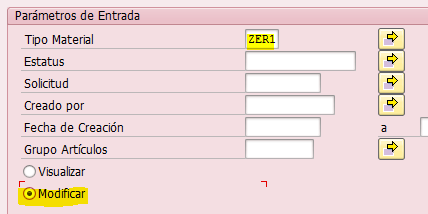 Parámetros de Entrada
Tipo Material ZER1
Estatus
Solicitud
Creado por
Fecha de Creación a
Grupo Artículos
Visualizar
Modificar